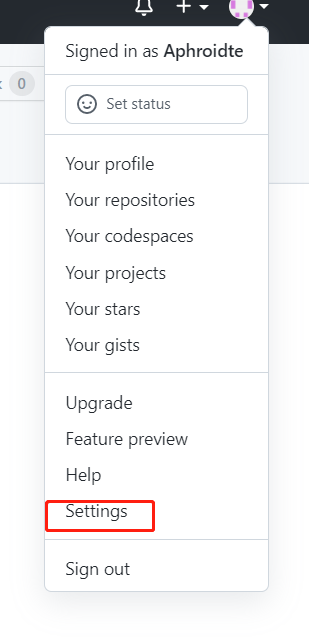 Signed in as Aphroidte
0
Set status
Your profile
Your repositories
Your codespaces
Your projects
Your stars
Your gists
Upgrade
Feature preview
Help
Settings
Sign out